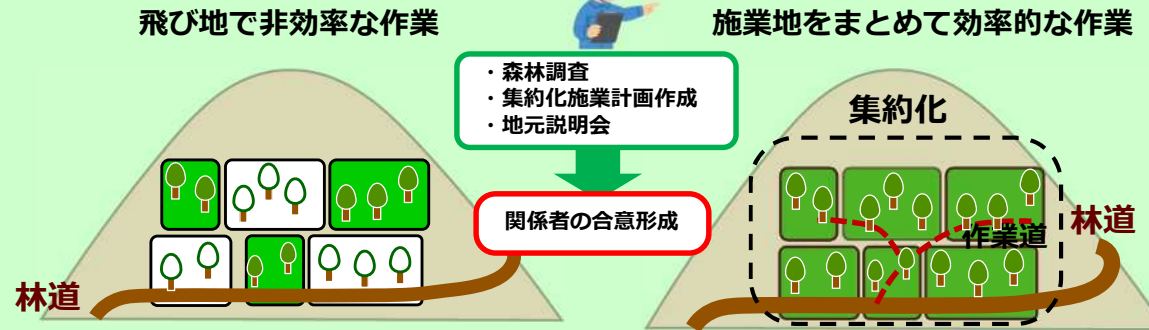 飛び地で非効率な作業
施業地をまとめて効率的な作業
・森林調査
・集約化施業計画作成
・地元説明会
関係者の合意形成
集約化
作業道
林道
林道